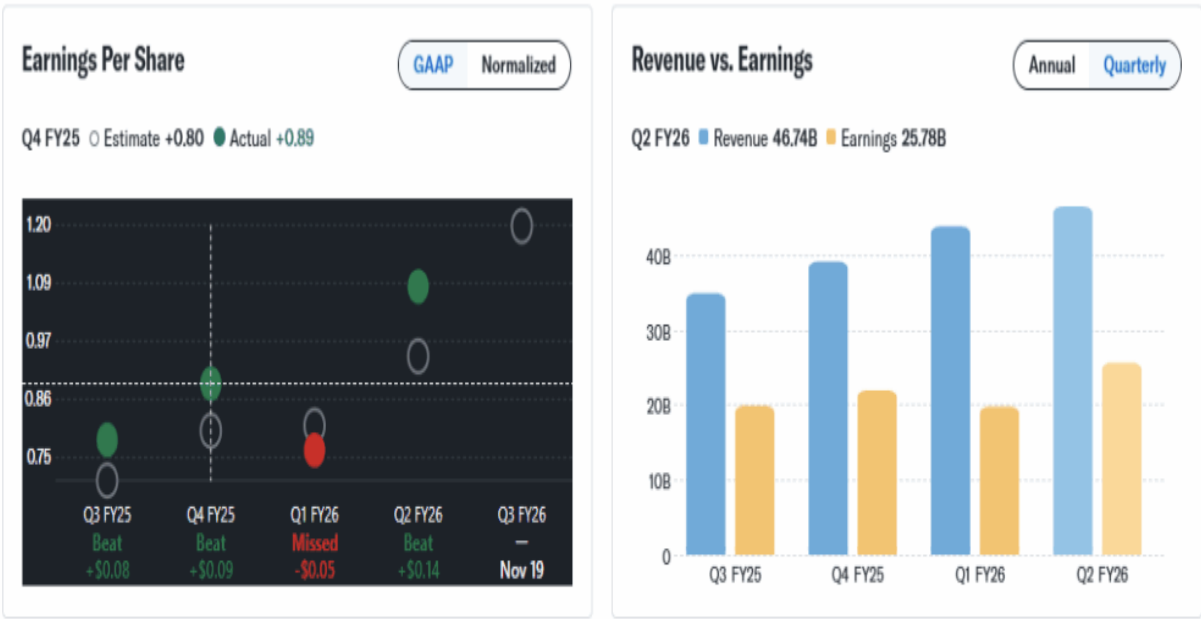 Earnings Per Share
GAAP Normalized
Q4 FY25 Estimate +0.80 Actual +0.89
1.20
1.09
0.97
0.86
0.75
Q3 FY25 Q4 FY25 Q1 FY26 Q2 FY26 Q3 FY26
Beat Beat Missed Beat —
+$0.08 +$0.09 -$0.05 +$0.14 Nov 19
Revenue vs. Earnings
Annual Quarterly
Q2 FY26 Revenue 46.74B Earnings 25.78B
40B
30B
20B
10B
0
Q3 FY25 Q4 FY25 Q1 FY26 Q2 FY26